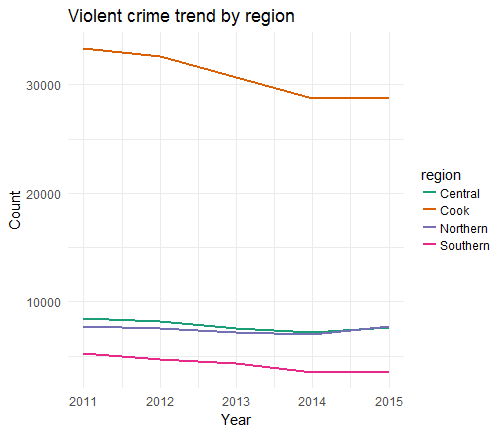 Violent crime trend by region
Count
30000
20000
10000
2011 2012 2013 2014 2015
Year
region
Central
Cook
Northern
Southern